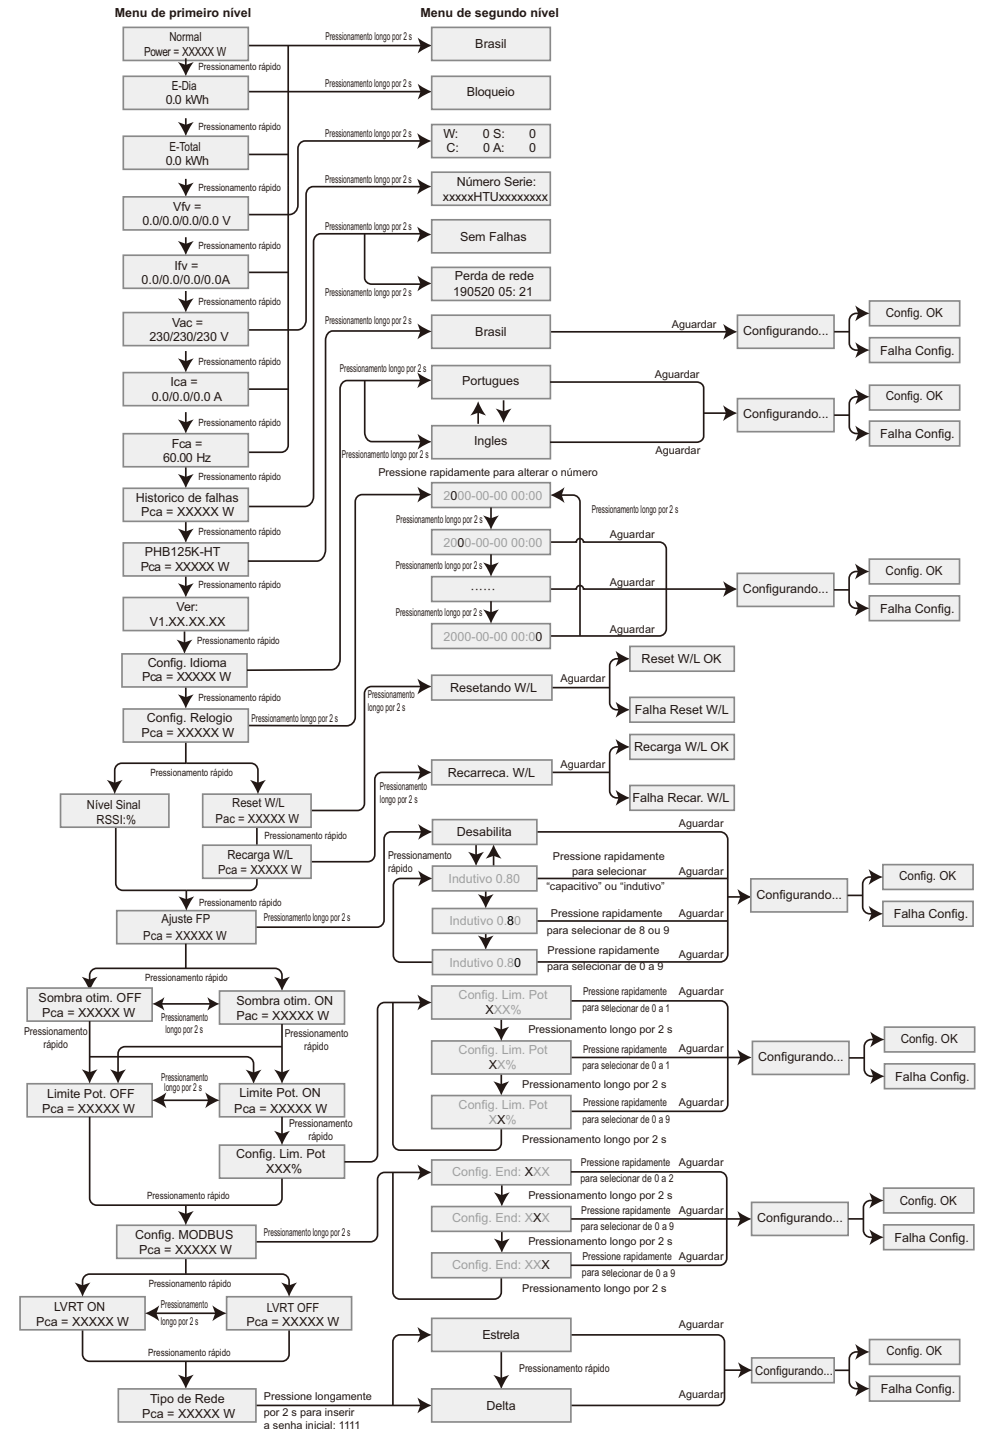 Menu de primeiro nível
Menu de segundo nível
Normal
Power = XXXXX W
Pressionamento longo por 2 s
Brasil
Pressionamento rápido
E-Dia
0.0 kWh
Pressionamento longo por 2 s
Bloqueio
Pressionamento rápido
E-Total
0.0 kWh
Pressionamento longo por 2 s
W: 0 S: 0
C: 0 A: 0
Pressionamento rápido
Vfv =
0.0/0.0/0.0/0.0 V
Pressionamento longo por 2 s
Número Serie:
xxxxxHTUxxxxxxxx
Pressionamento rápido
Ifv =
0.0/0.0/0.0/0.0A
Pressionamento longo por 2 s
Sem Falhas
Pressionamento longo por 2 s
Perda de rede
190520 05: 21
Pressionamento rápido
Vac =
230/230/230 V
Pressionamento longo por 2 s
Brasil
Aguardar
Configurando...
Config. OK
Falha Config.
Pressionamento rápido
Ica =
0.0/0.0/0.0 A
Pressionamento longo por 2 s
Portugues
Aguardar
Configurando...
Config. OK
Falha Config.
Pressionamento rápido
Fca =
60.00 Hz
Pressionamento longo por 2 s
Ingles
Aguardar
Pressionamento rápido
Historico de falhas
Pca = XXXXX W
Pressione rapidamente para alterar o número
2000-00-00 00:00
Pressionamento longo por 2 s
Pressionamento longo por 2 s
2000-00-00 00:00
Aguardar
Pressionamento longo por 2 s
......
Aguardar
Pressionamento longo por 2 s
2000-00-00 00:00
Aguardar
Configurando...
Config. OK
Falha Config.
Pressionamento rápido
PHB125K-HT
Pca = XXXXX W
Pressionamento rápido
Ver:
V1.XX.XX.XX
Pressionamento rápido
Config. Idioma
Pca = XXXXX W
Pressionamento rápido
Config. Relogio
Pca = XXXXX W
Pressionamento longo por 2 s
Pressionamento
longo por 2 s
Resetando W/L
Aguardar
Reset W/L OK
Falha Reset W/L
Pressionamento rápido
Nível Sinal
RSSI:%
Reset W/L
Pac = XXXXX W
Pressionamento
longo por 2 s
Recarreca. W/L
Aguardar
Recarga W/L OK
Falha Recar. W/L
Pressionamento rápido
Recarga W/L
Pca = XXXXX W
Pressionamento rápido
Ajuste FP
Pca = XXXXX W
Pressionamento longo por 2 s
Pressionamento
rápido
Desabilita
Aguardar
Indutivo 0.80
Pressione rapidamente
para selecionar
“capacitivo” ou “indutivo”
Aguardar
Indutivo 0.80
Pressione rapidamente
para selecionar de 8 ou 9
Aguardar
Indutivo 0.80
Pressione rapidamente
para selecionar de 0 a 9
Aguardar
Configurando...
Config. OK
Falha Config.
Pressionamento rápido
Sombra otim. OFF
Pca = XXXXX W
Pressionamento
longo por 2 s
Sombra otim. ON
Pac = XXXXX W
Pressionamento
rápido
Pressionamento
rápido
Limite Pot. OFF
Pca = XXXXX W
Pressionamento
longo por 2 s
Limite Pot. ON
Pca = XXXXX W
Pressionamento
rápido
Config. Lim. Pot
XXX%
Config. Lim. Pot
XXX%
Pressione rapidamente
para selecionar de 0 a 1
Aguardar
Pressionamento longo por 2 s
Config. Lim. Pot
XX%
Pressione rapidamente
para selecionar de 0 a 1
Aguardar
Pressionamento longo por 2 s
Config. Lim. Pot
XX%
Pressione rapidamente
para selecionar de 0 a 9
Aguardar
Pressionamento longo por 2 s
Configurando...
Config. OK
Falha Config.
Pressionamento rápido
Config. MODBUS
Pca = XXXXX W
Pressionamento longo por 2 s
Config. End: XXX
Pressione rapidamente
para selecionar de 0 a 2
Aguardar
Pressionamento longo por 2 s
Config. End: XXX
Pressione rapidamente
para selecionar de 0 a 9
Aguardar
Pressionamento longo por 2 s
Config. End: XXX
Pressione rapidamente
para selecionar de 0 a 9
Aguardar
Pressionamento longo por 2 s
Configurando...
Config. OK
Falha Config.
Pressionamento rápido
LVRT ON
Pca = XXXXX W
Pressionamento
longo por 2 s
LVRT OFF
Pca = XXXXX W
Pressionamento rápido
Tipo de Rede
Pca = XXXXX W
Pressione longamente
por 2 s para inserir
a senha inicial: 1111
Estrela
Aguardar
Pressionamento rápido
Delta
Aguardar
Configurando...
Config. OK
Falha Config.